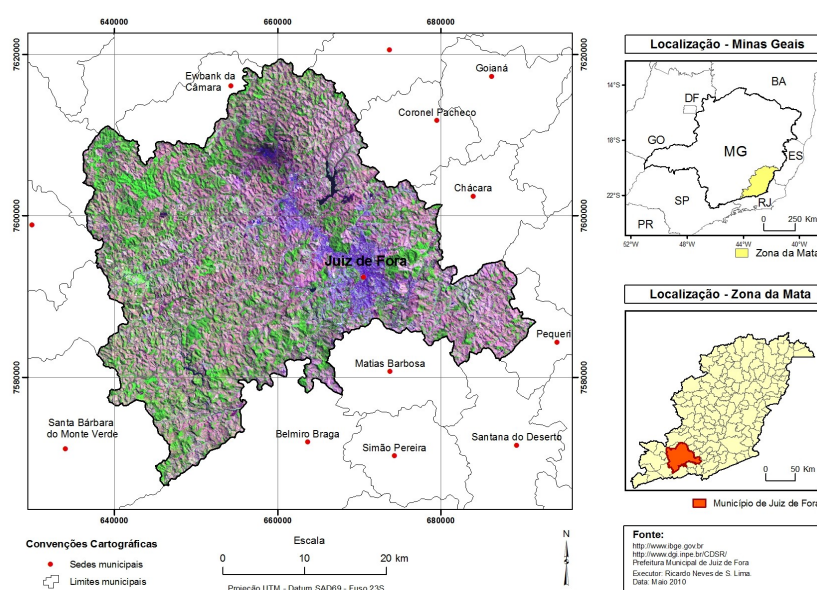 640000 660000 680000
7620000
7620000
7600000
7600000
7580000
7580000
Ewbank da
Câmara
Goianá
Coronel Pacheco
Chácara
Juiz de Fora
Pequeri
Matias Barbosa
Santa Bárbara
do Monte Verde
Belmiro Braga
Simão Pereira
Santana do Deserto
640000 660000 680000
Convenções Cartográficas
Sedes municipais
Limites municipais
Escala
0 10 20 km
Projeção UTM - Datum SAD69 - Fuso 23S
N
Localização - Minas Gerais
14°S
18°S
22°S
BA
DF
GO
MG
ES
SP
RJ
PR
0 250 Km
52°W 48°W 44°W 40°W
Zona da Mata
Localização - Zona da Mata
0 50 Km
Município de Juiz de Fora
Fonte:
http://www.ibge.gov.br
http://www.dgi.inpe.br/CDSR/
Prefeitura Municipal de Juiz de Fora
Executor: Ricardo Neves de S. Lima.
Data: Maio 2010